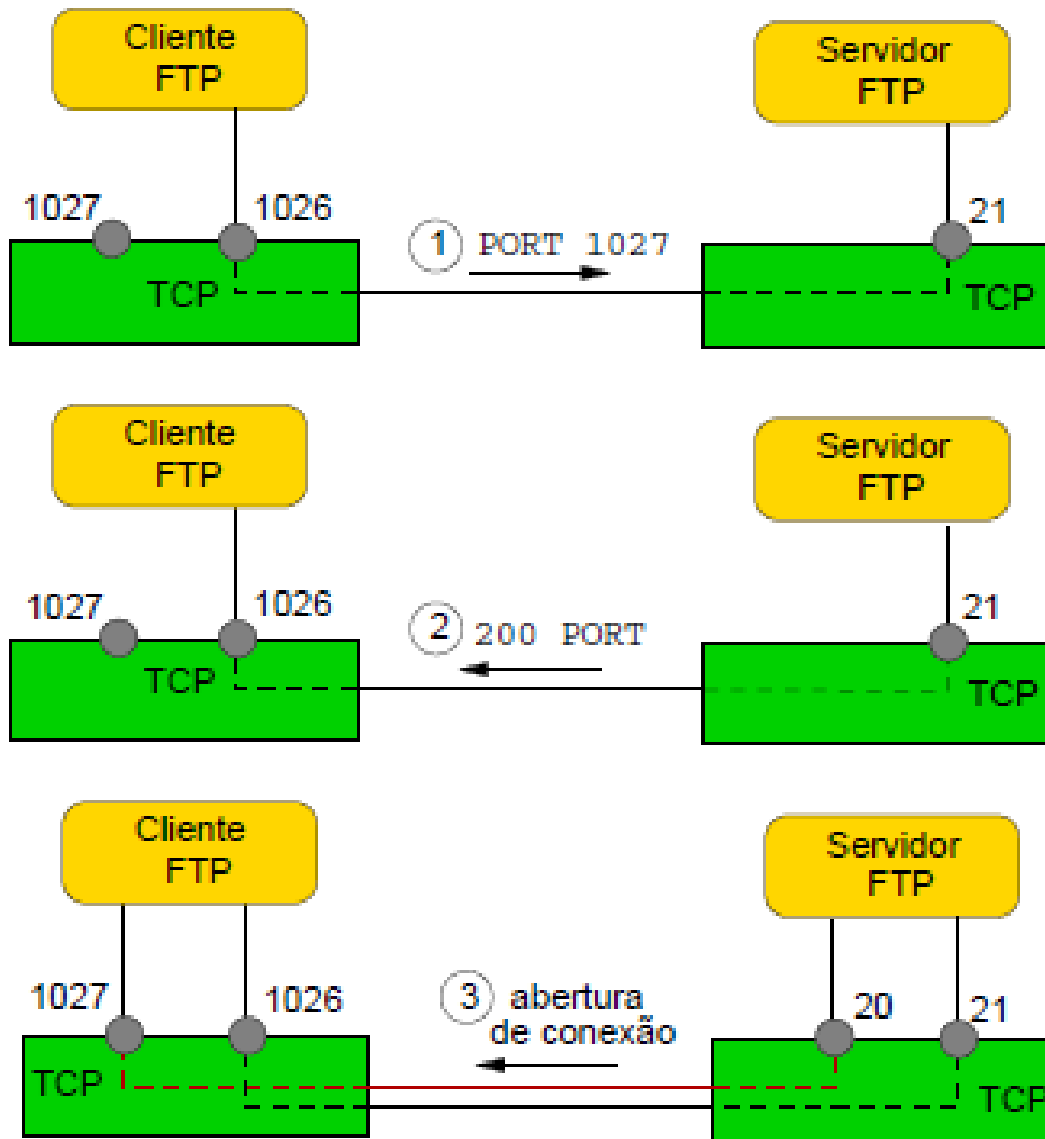 Cliente
FTP
Servidor
FTP
1027
1026
1 PORT 1027
21
TCP
TCP
Cliente
FTP
Servidor
FTP
1027
1026
2 200 PORT
21
TCP
TCP
Cliente
FTP
Servidor
FTP
1027
1026
3 abertura
de conexão
20
21
TCP
TCP